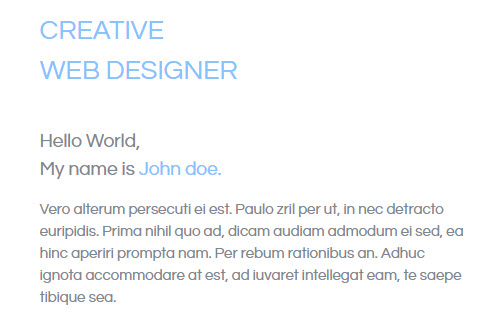 CREATIVE
WEB DESIGNER
Hello World,
My name is John doe.
Vero alterum persecuti ei est. Paulo zril per ut, in nec detracto
euripidis. Prima nihil quo ad, dicam audiam admodum ei sed, ea
hinc aperiri prompta nam. Per rebum rationibus an. Adhuc
ignota accommodare at est, ad iuvaret intellegat eam, te saepe
tibique sea.